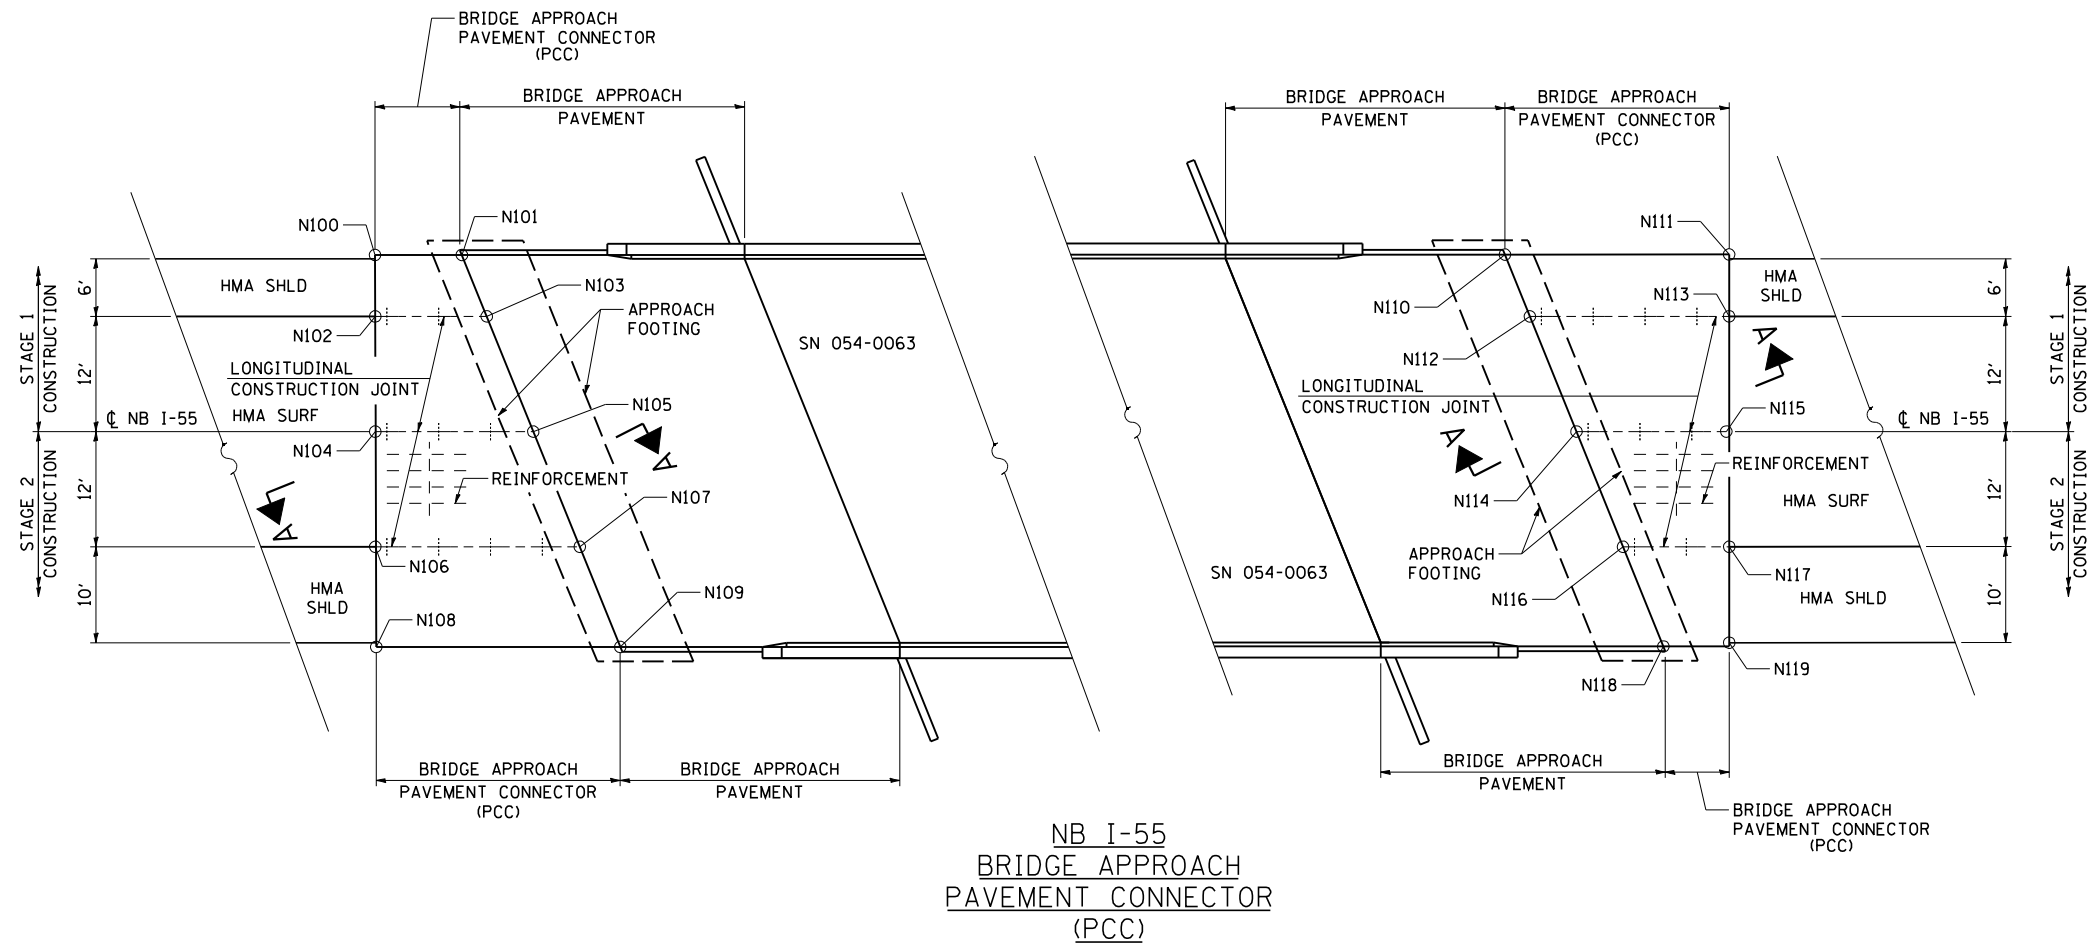 BRIDGE APPROACH
PAVEMENT CONNECTOR
(PCC)
BRIDGE APPROACH
PAVEMENT
BRIDGE APPROACH
PAVEMENT
BRIDGE APPROACH
PAVEMENT CONNECTOR
(PCC)
N100
N101
N111
HMA SHLD
6'
N103
N110
N113
HMA
SHLD
6'
STAGE 1
CONSTRUCTION
12'
N102
APPROACH
FOOTING
SN 054-0063
N112
A
12'
STAGE 1
CONSTRUCTION
LONGITUDINAL
CONSTRUCTION JOINT
LONGITUDINAL
CONSTRUCTION JOINT
℄ NB I-55
HMA SURF
N105
N115
℄ NB I-55
N104
A
A
STAGE 2
CONSTRUCTION
12'
REINFORCEMENT
N107
N114
REINFORCEMENT
HMA SURF
12'
STAGE 2
CONSTRUCTION
A
N106
APPROACH
FOOTING
SN 054-0063
N117
HMA
SHLD
10'
N109
N116
HMA SHLD
10'
N108
N118
N119
BRIDGE APPROACH
PAVEMENT CONNECTOR
(PCC)
BRIDGE APPROACH
PAVEMENT
BRIDGE APPROACH
PAVEMENT
BRIDGE APPROACH
PAVEMENT CONNECTOR
(PCC)
NB I-55
BRIDGE APPROACH
PAVEMENT CONNECTOR
(PCC)